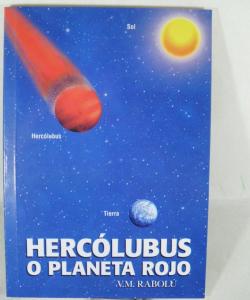 Sol
Hercólubus
Tierra
HERCÓLUBUS
O PLANETA ROJO
V.M. RABOLÚ